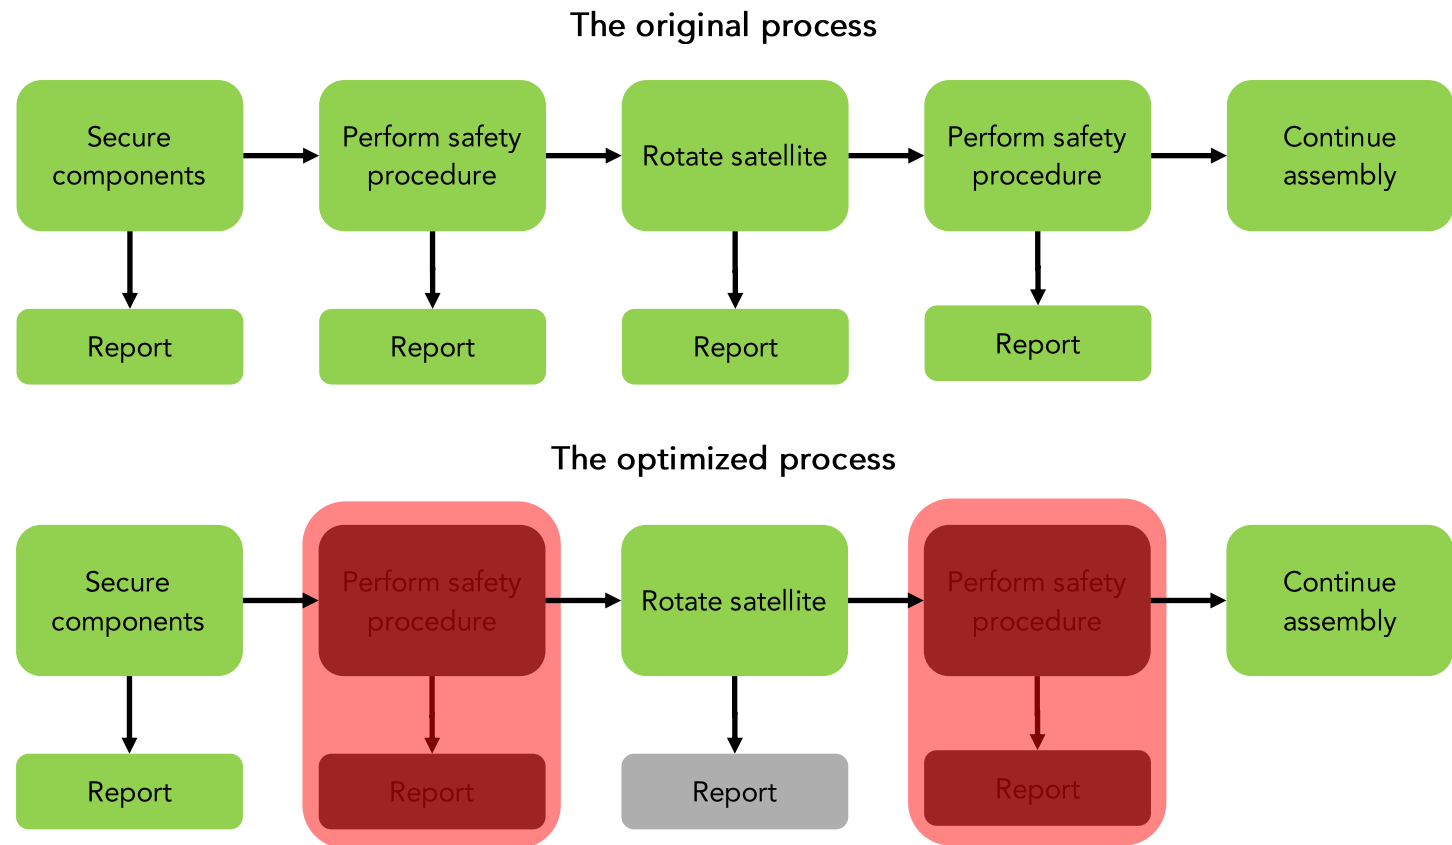 The original process
Secure
components
Perform safety
procedure
Rotate satellite
Perform safety
procedure
Continue
assembly
Report
Report
Report
Report
The optimized process
Secure
components
Perform safety
procedure
Rotate satellite
Perform safety
procedure
Continue
assembly
Report
Report
Report
Report